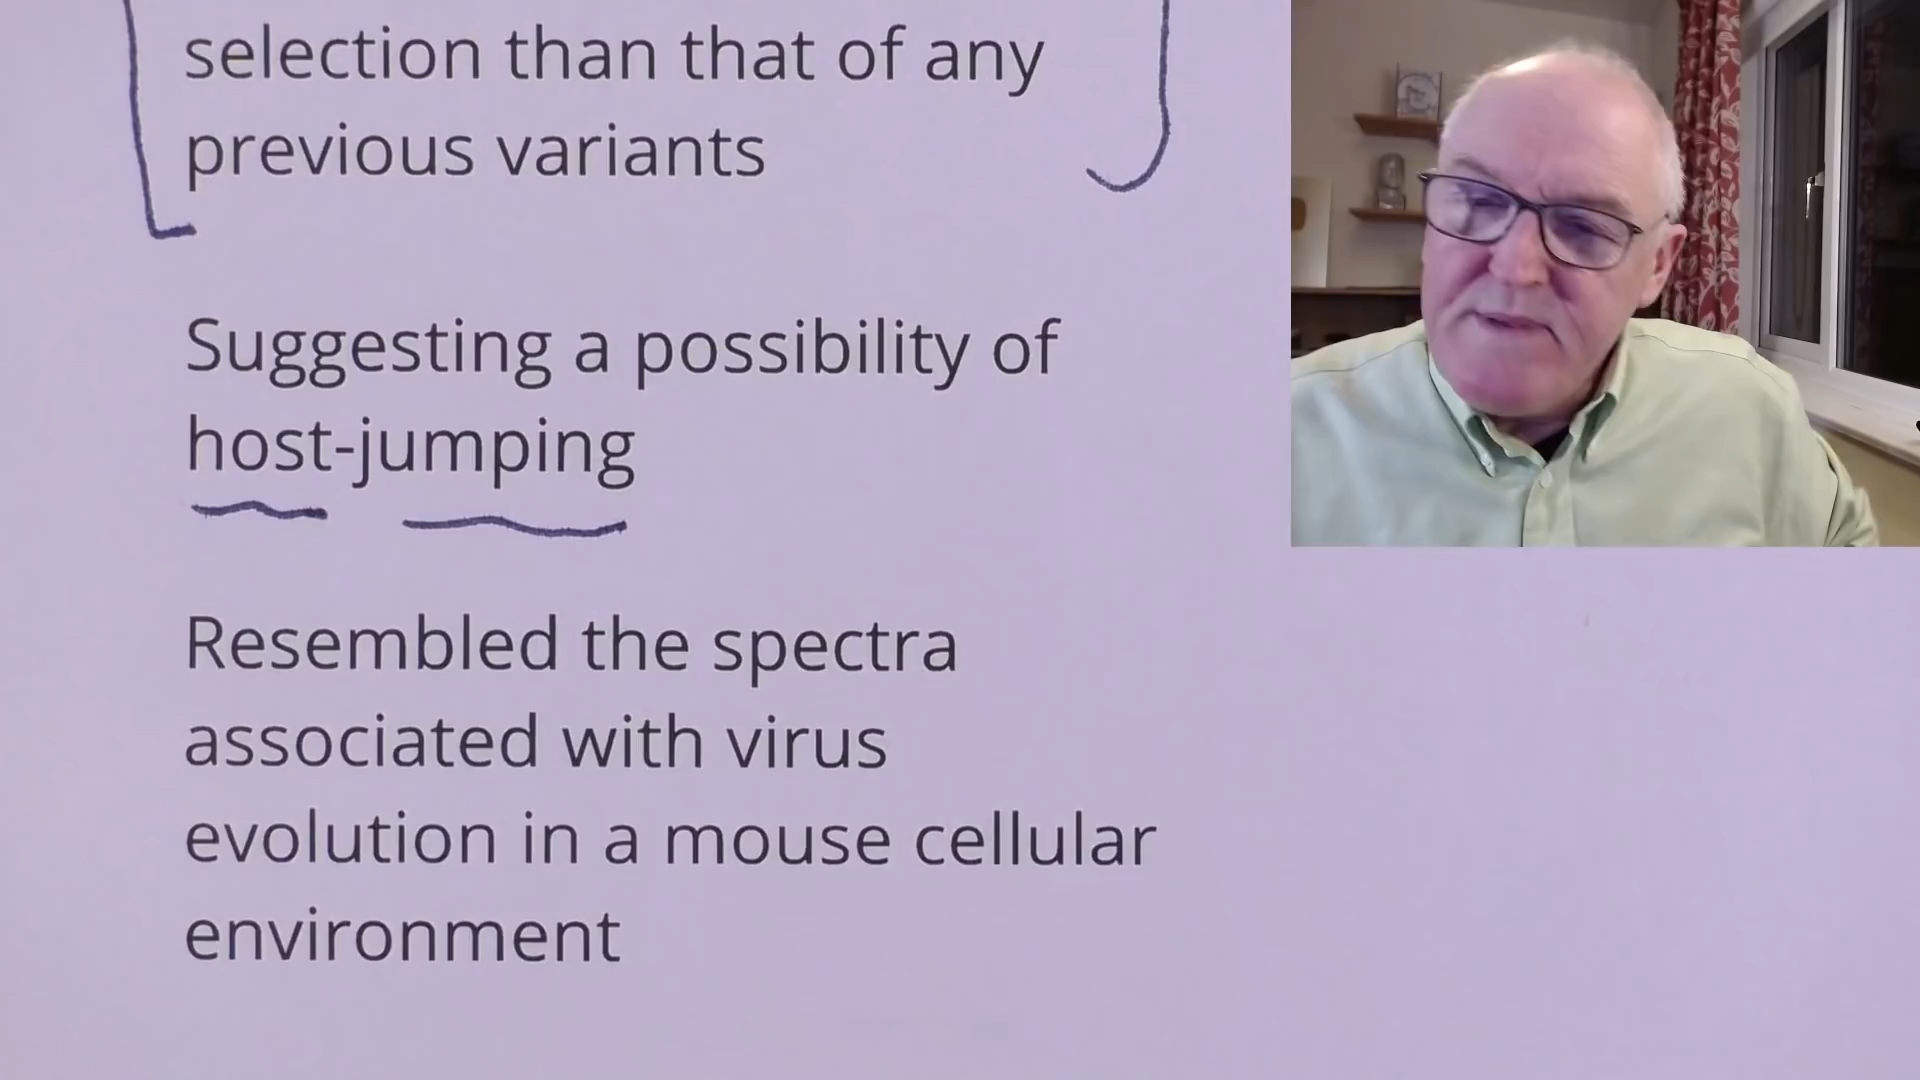 selection than that of any
previous variants
Suggesting a possibility of
host-jumping
Resembled the spectra
associated with virus
evolution in a mouse cellular
environment